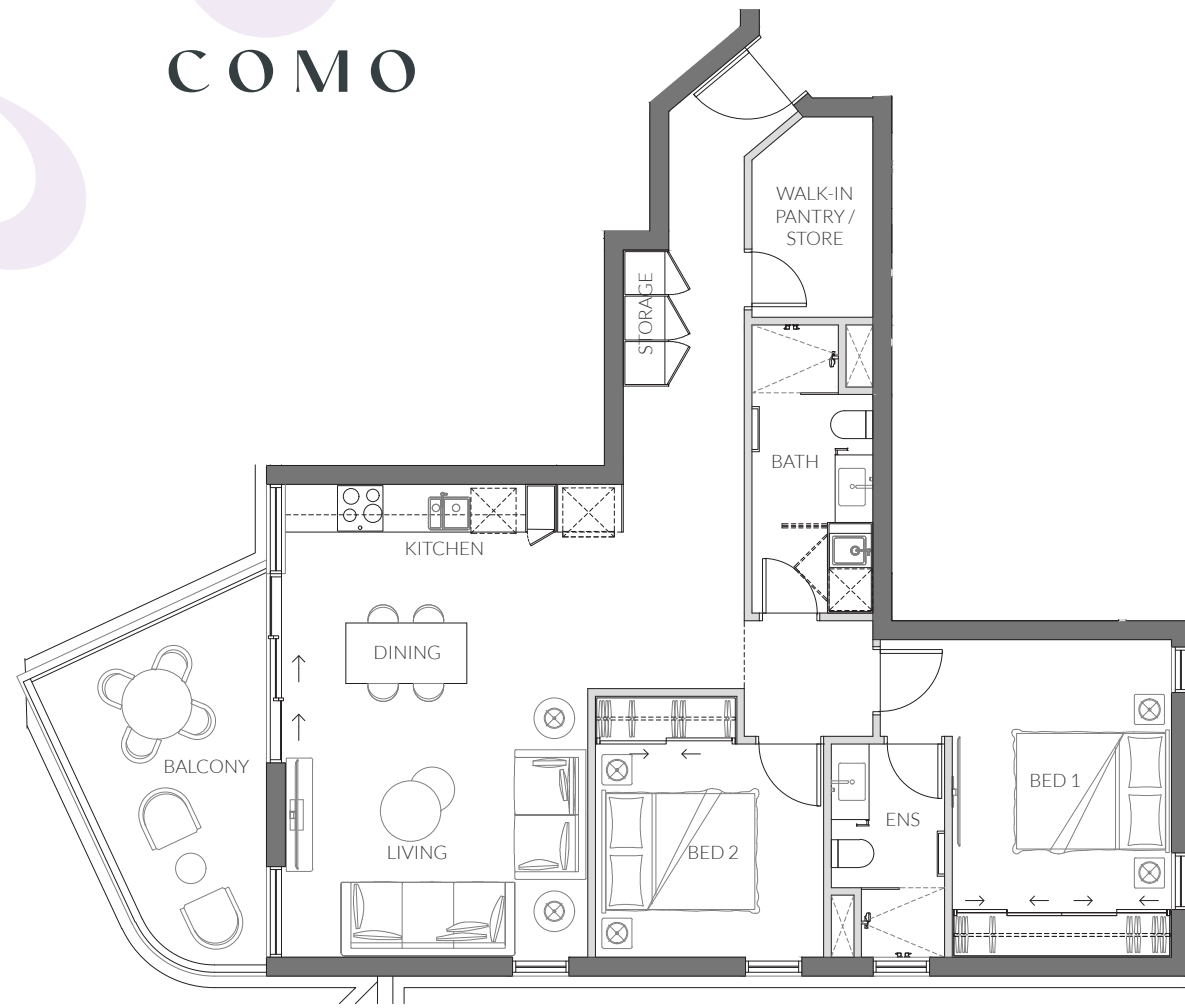 COMO
WALK-IN
PANTRY /
STORE
STORAGE
BATH
KITCHEN
DINING
BALCONY
BED 1
ENS
LIVING
BED 2